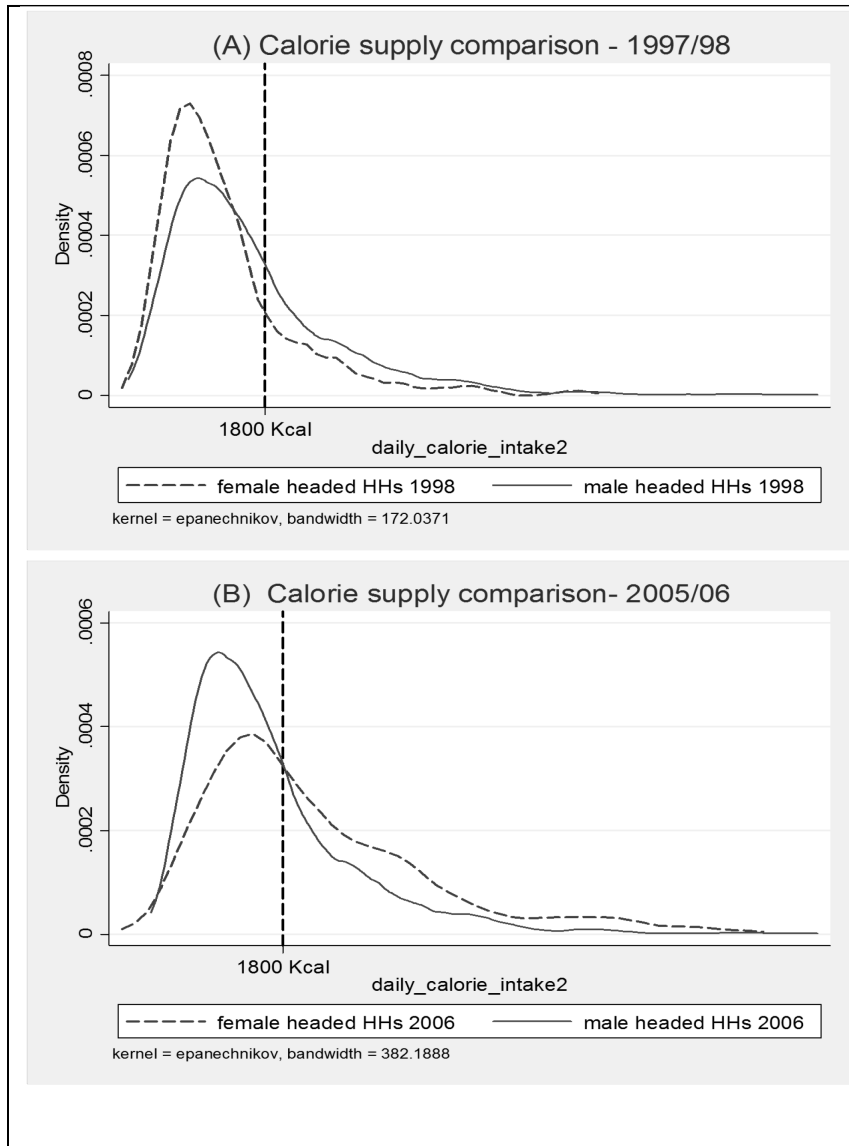 (A) Calorie supply comparison - 1997/98
.0008
.0006
.0004
.0002
0
Density
1800 Kcal
daily_calorie_intake2
female headed HHs 1998 male headed HHs 1998
kernel = epanechnikov, bandwidth = 172.0371
(B) Calorie supply comparison- 2005/06
.0006
.0004
.0002
0
Density
1800 Kcal
daily_calorie_intake2
female headed HHs 2006 male headed HHs 2006
kernel = epanechnikov, bandwidth = 382.1888